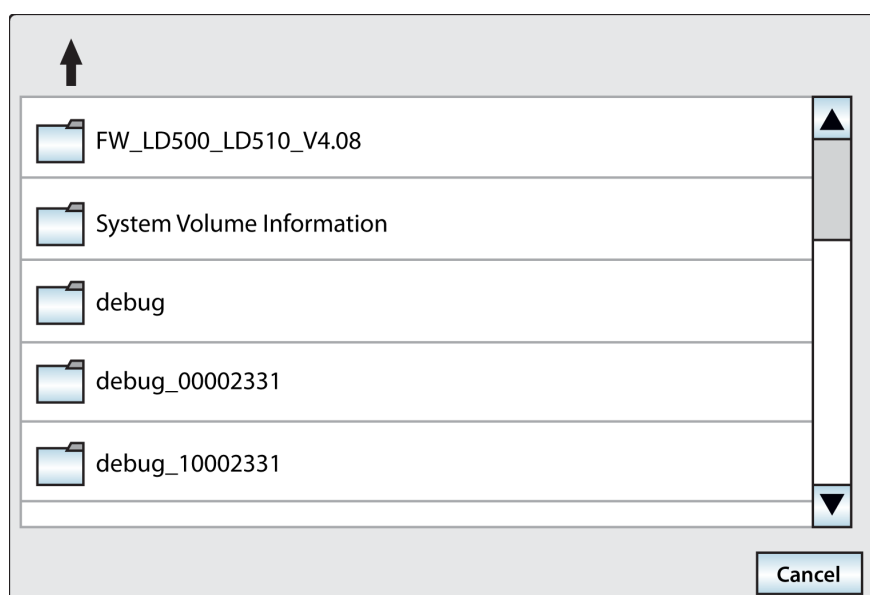 FW_LD500_LD510_V4.08
System Volume Information
debug
debug_00002331
debug_10002331
Cancel